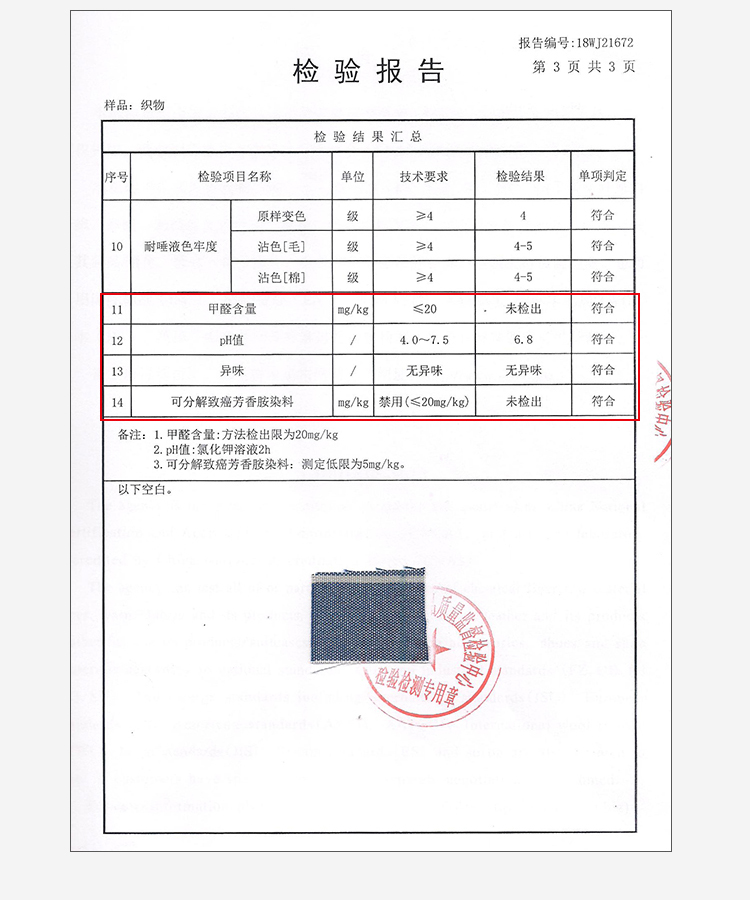 报告编号:18WJ21672
检 验 报 告
第 3 页 共 3 页
样品: 织物
检 验 结 果 汇 总
序号 检验项目名称 单位 技术要求 检验结果 单项判定
10 耐唾液色牢度 原样变色 级 ≥4 4 符合
沾色[毛] 级 ≥4 4-5 符合
沾色[棉] 级 ≥4 4-5 符合
11 甲醛含量 mg/kg ≤20 未检出 符合
12 pH值 / 4.0～7.5 6.8 符合
13 异味 / 无异味 无异味 符合
14 可分解致癌芳香胺染料 mg/kg 禁用(≤20mg/kg) 未检出 符合
备注: 1.甲醛含量:方法检出限为20mg/kg
2.pH值:氯化钾溶液2h
3.可分解致癌芳香胺染料: 测定低限为5mg/kg。
以下空白。
质量监督检验中心
检验检测专用章
检验中心